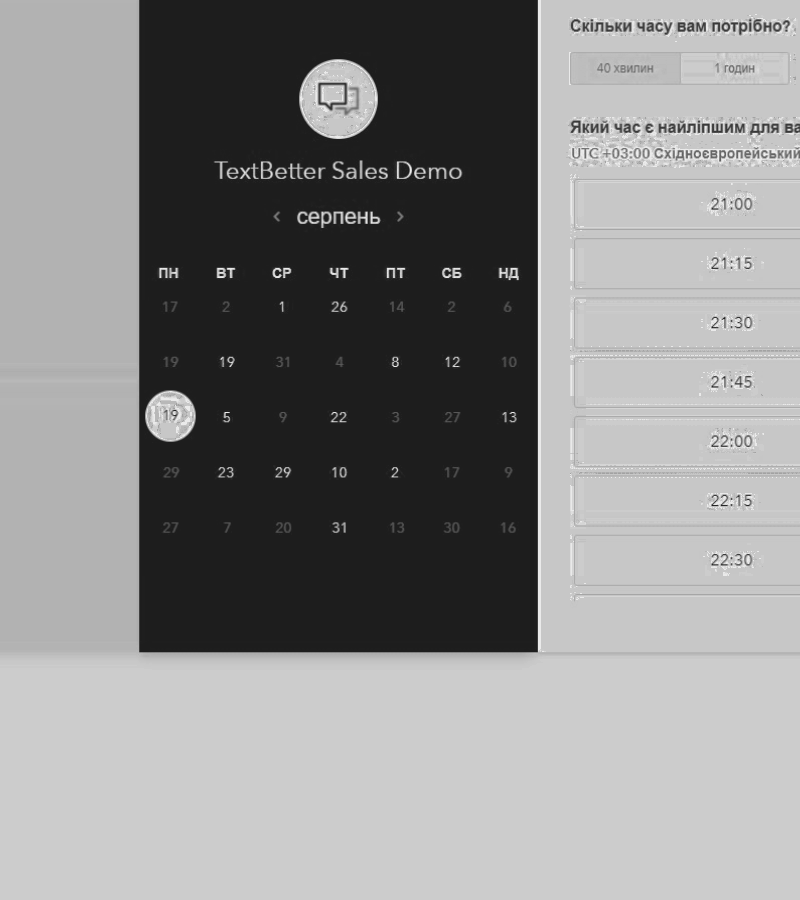 TextBetter Sales Demo
серпень
ПН ВТ СР ЧТ ПТ СБ НД
17 2 1 26 14 2 6
19 19 31 4 8 12 10
19 5 9 22 3 27 13
29 23 29 10 2 17 9
27 7 20 31 13 30 16
Скільки часу вам потрібно?
40 хвилин 1 годин
Який час є найліпшим для ва
UTC +03:00 Східноєвропейський
21:00
21:15
21:30
21:45
22:00
22:15
22:30